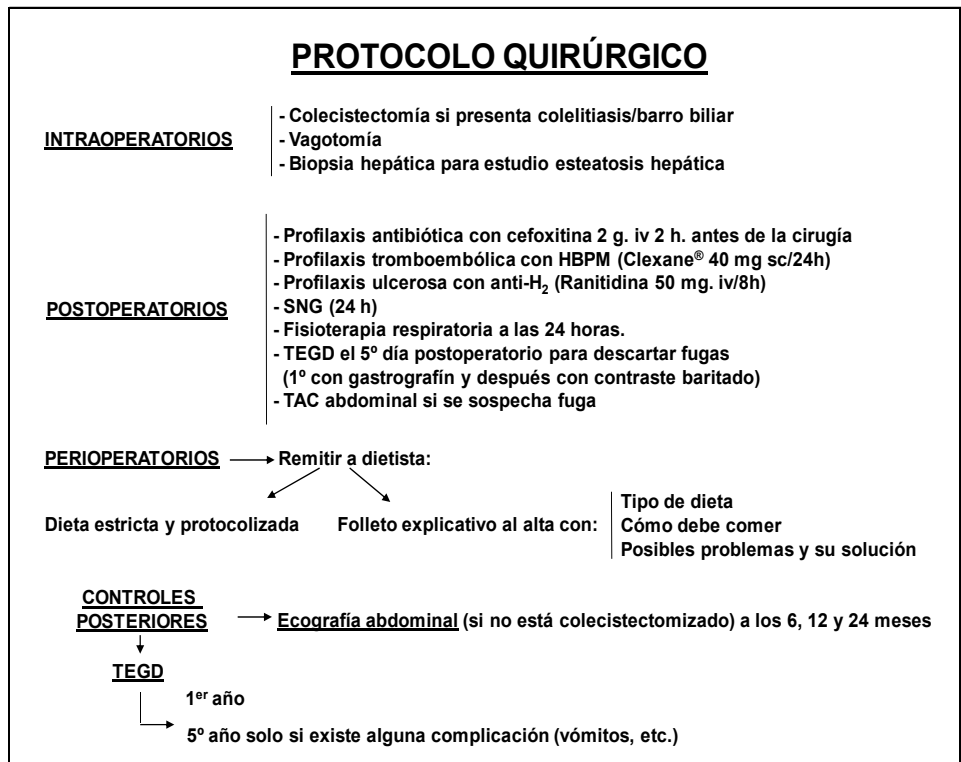 PROTOCOLO QUIRÚRGICO
INTRAOPERATORIOS
- Colecistectomía si presenta colelitiasis/barro biliar
- Vagotomía
- Biopsia hepática para estudio esteatosis hepática
POSTOPERATORIOS
- Profilaxis antibiótica con cefoxitina 2 g. iv 2 h. antes de la cirugía
- Profilaxis tromboembólica con HBPM (Clexane® 40 mg sc/24h)
- Profilaxis ulcerosa con anti-H₂ (Ranitidina 50 mg. iv/8h)
- SNG (24 h)
- Fisioterapia respiratoria a las 24 horas.
- TEGD el 5º día postoperatorio para descartar fugas
(1º con gastrografín y después con contraste baritado)
- TAC abdominal si se sospecha fuga
PERIOPERATORIOS
Remitir a dietista:
Dieta estricta y protocolizada
Folleto explicativo al alta con:
Tipo de dieta
Cómo debe comer
Posibles problemas y su solución
CONTROLES
POSTERIORES
Ecografía abdominal (si no está colecistectomizado) a los 6, 12 y 24 meses
TEGD
1er año
5º año solo si existe alguna complicación (vómitos, etc.)